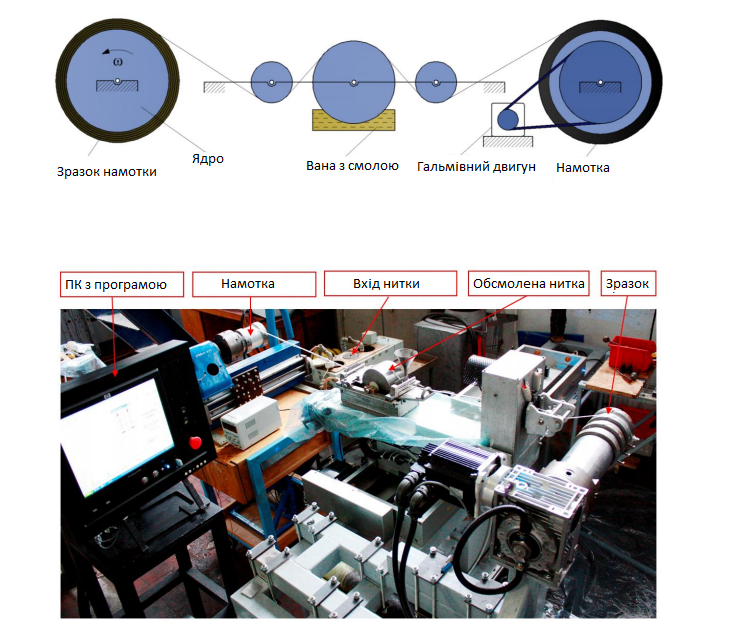 ω
Зразок намотки
Ядро
Вана з смолою
Гальмівний двигун
Намотка
ПК з програмою
Намотка
Вхід нитки
Обсмолена нитка
Зразок